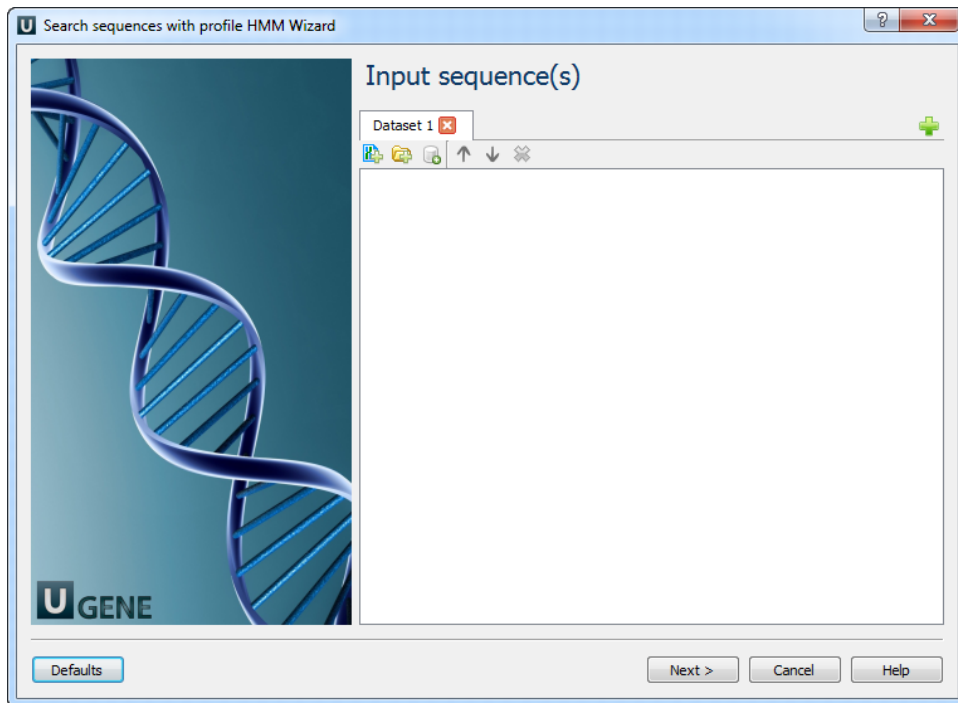 Search sequences with profile HMM Wizard
Input sequence(s)
Dataset 1
U GENE
Defaults
Next >
Cancel
Help